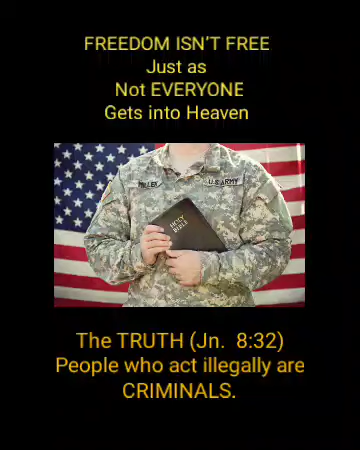 FREEDOM ISN'T FREE
Just as
Not EVERYONE
Gets into Heaven
U.S. ARMY
HOLY
BIBLE
The TRUTH (Jn. 8:32)
People who act illegally are
CRIMINALS.